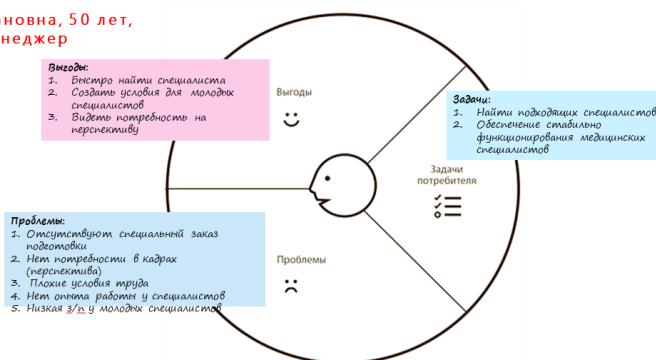 ановна, 50 лет,
неджер
Выгоды:
1. Быстро найти специалиста
2. Создать условия для молодых
специалистов
3. Видеть потребность на
перспективу
Выгоды
Задачи:
1. Найти подходящих специалистов
2. Обеспечение стабильно
функционирования медицинских
специалистов
Задачи
потребителя
Проблемы:
1. Отсутствуют специальный заказ
подготовки
2. Нет потребности в кадрах
(перспектива)
3. Плохие условия труда
4. Нет опыта работы у специалистов
5. Низкая з/п у молодых специалистов
Проблемы